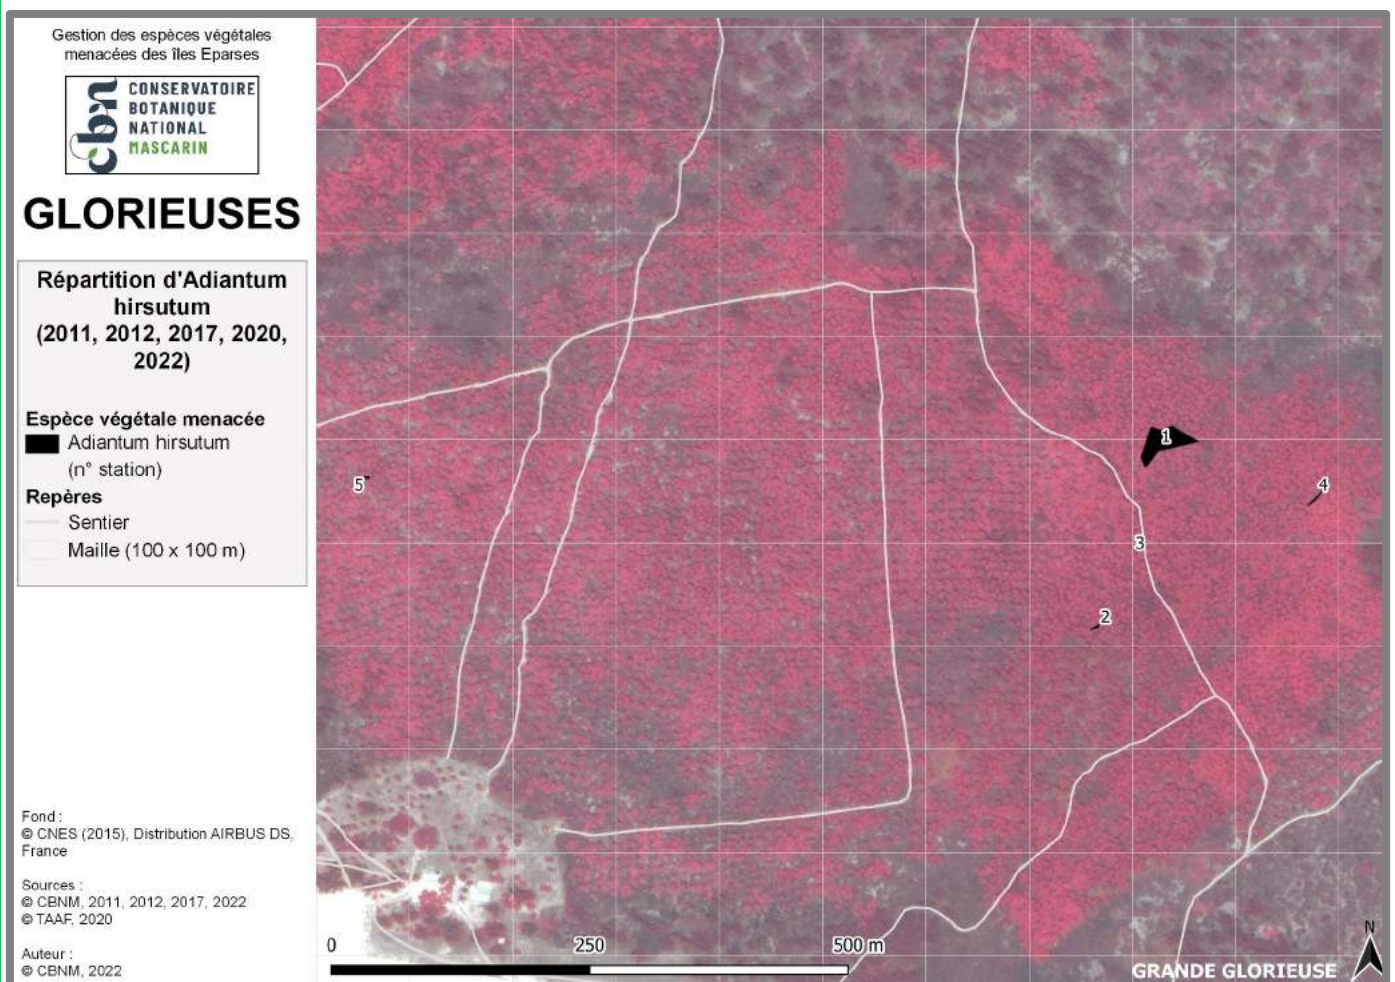 Gestion des espèces végétales
menacées des îles Eparses
cbn
CONSERVATOIRE
BOTANIQUE
NATIONAL
MASCARIN
GLORIEUSES
Répartition d'Adiantum
hirsutum
(2011, 2012, 2017, 2020,
2022)
Espèce végétale menacée
Adiantum hirsutum
(n° station)
Repères
Sentier
Maille (100 x 100 m)
Fond :
© CNES (2015), Distribution AIRBUS DS,
France
Sources :
© CBNM, 2011, 2012, 2017, 2022
© TAAF, 2020
Auteur :
© CBNM, 2022
1
5
4
3
2
0 250 500 m
N
GRANDE GLORIEUSE